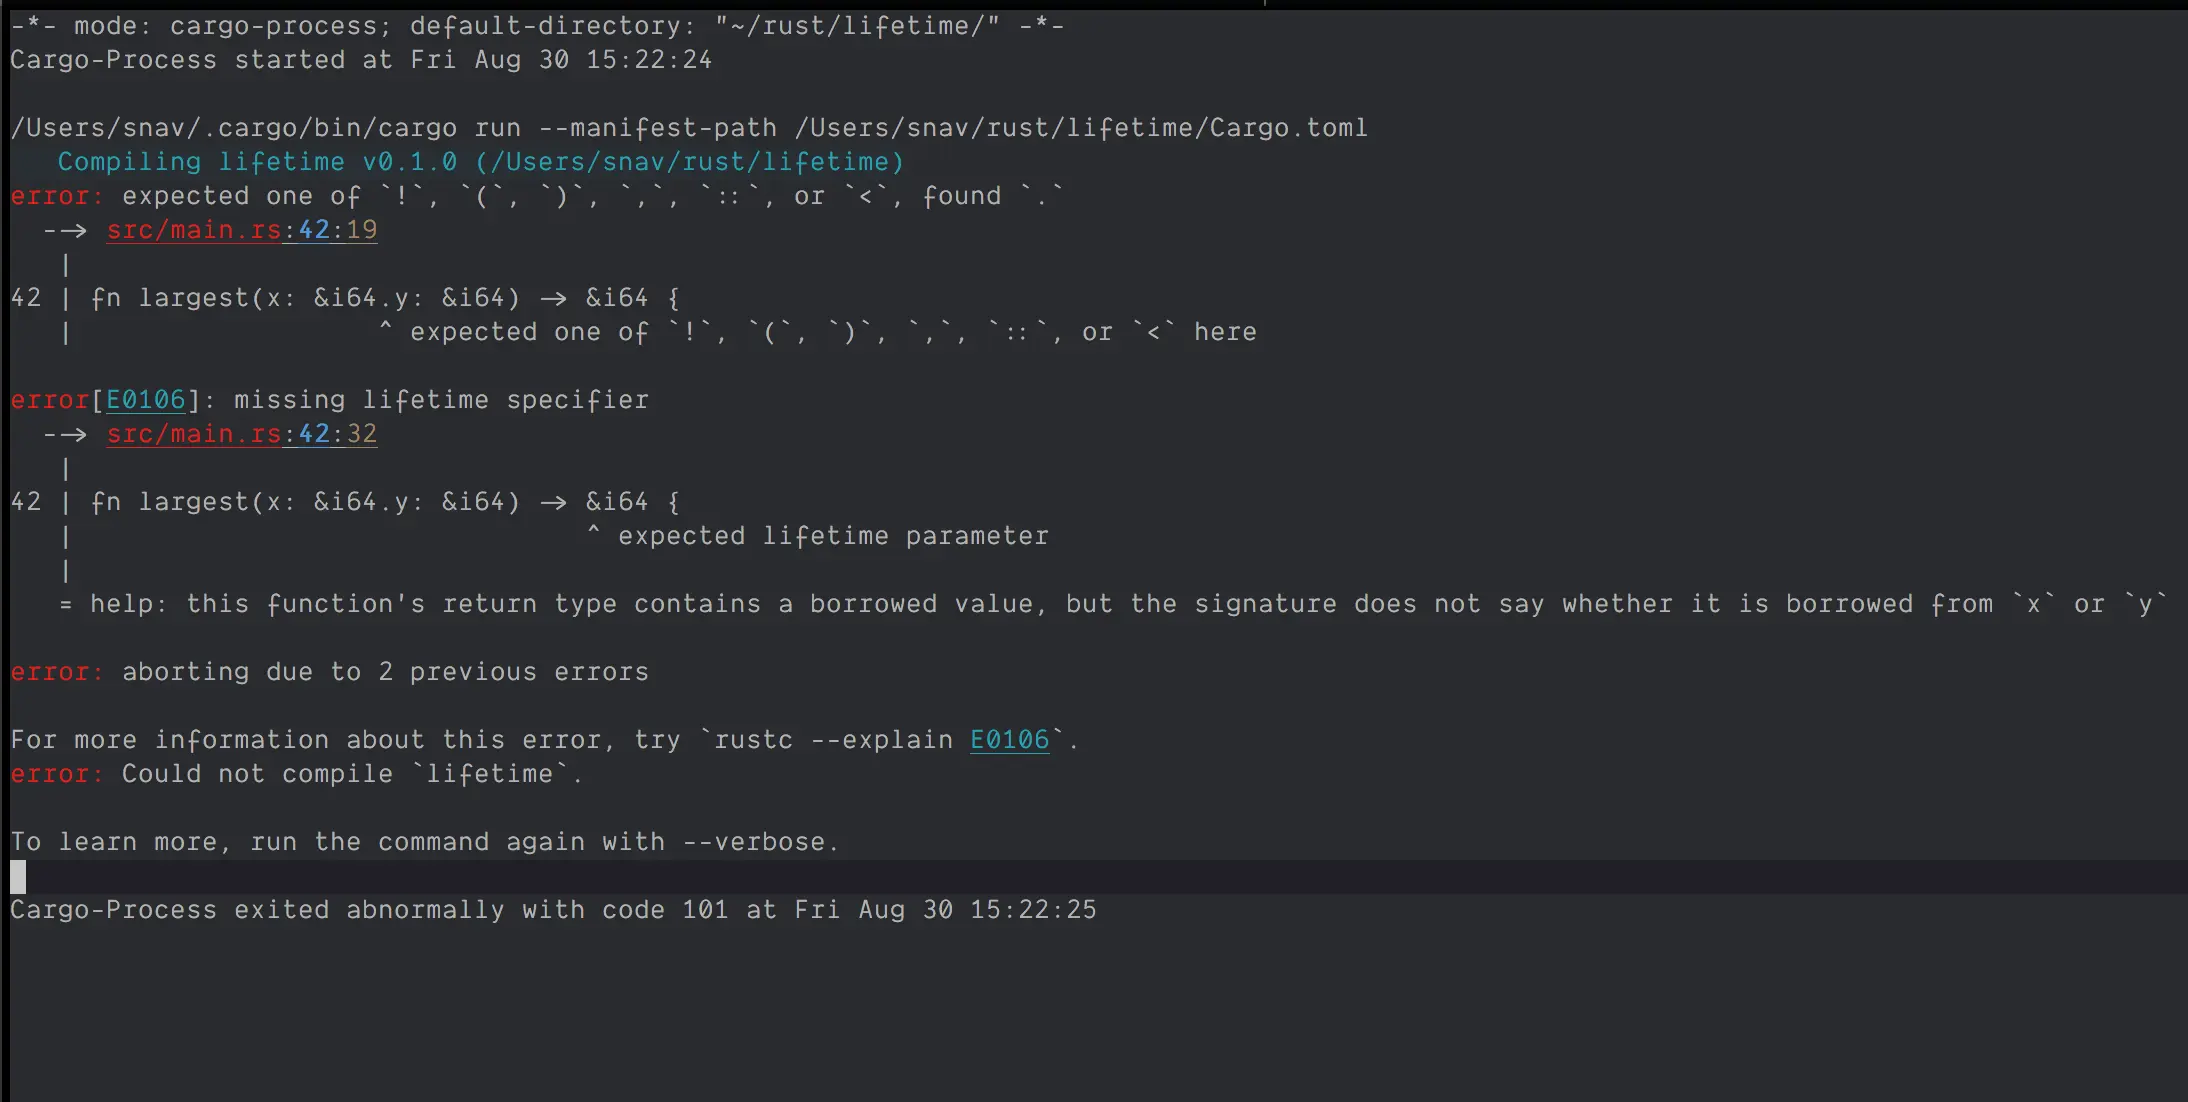 -*- mode: cargo-process; default-directory: "~/rust/lifetime/" -*-
Cargo-Process started at Fri Aug 30 15:22:24

/Users/snav/.cargo/bin/cargo run --manifest-path /Users/snav/rust/lifetime/Cargo.toml
   Compiling lifetime v0.1.0 (/Users/snav/rust/lifetime)
error: expected one of `!`, `(`, `)`, `,`, `::`, or `<`, found `.`
  --> src/main.rs:42:19
   |
42 | fn largest(x: &i64.y: &i64) -> &i64 {
   |                   ^ expected one of `!`, `(`, `)`, `,`, `::`, or `<` here

error[E0106]: missing lifetime specifier
  --> src/main.rs:42:32
   |
42 | fn largest(x: &i64.y: &i64) -> &i64 {
   |                                ^ expected lifetime parameter
   |
   = help: this function's return type contains a borrowed value, but the signature does not say whether it is borrowed from `x` or `y`

error: aborting due to 2 previous errors

For more information about this error, try `rustc --explain E0106`.
error: Could not compile `lifetime`.

To learn more, run the command again with --verbose.

Cargo-Process exited abnormally with code 101 at Fri Aug 30 15:22:25